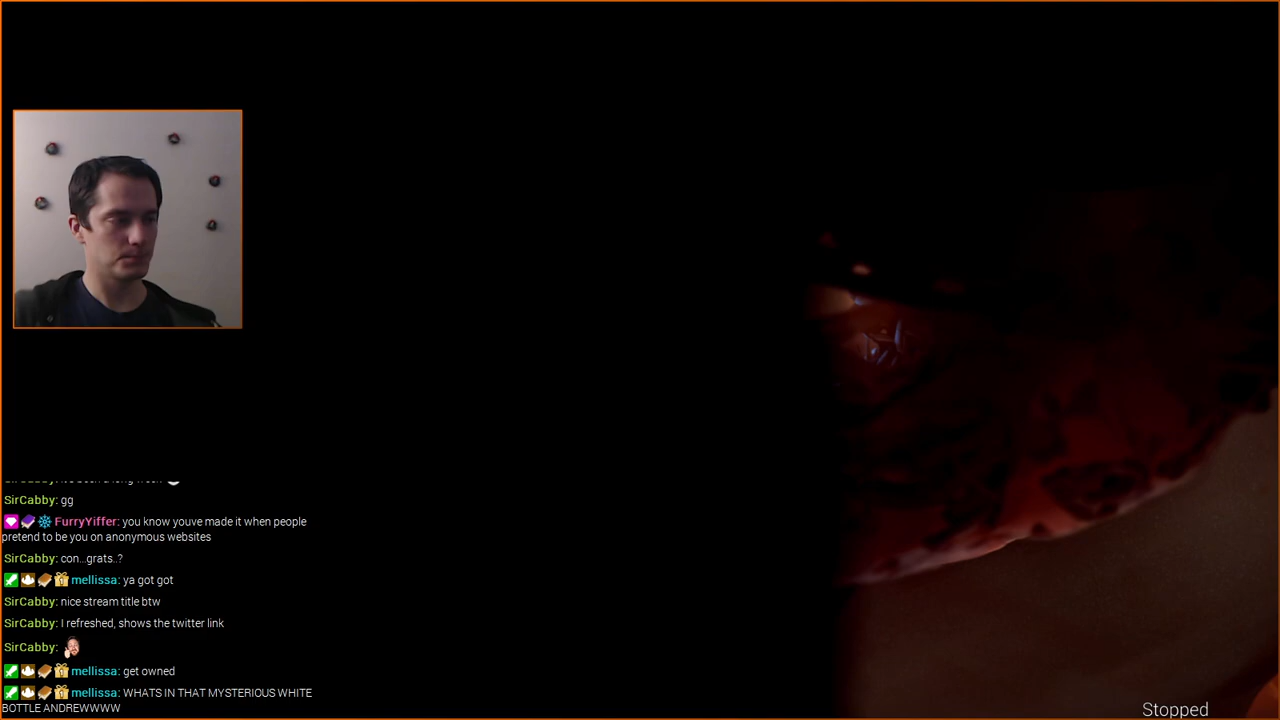 SirCabby: gg
FurryYiffer: you know youve made it when people
pretend to be you on anonymous websites
SirCabby: con...grats..?
mellissa: ya got got
SirCabby: nice stream title btw
SirCabby: I refreshed, shows the twitter link
SirCabby:
mellissa: get owned
mellissa: WHATS IN THAT MYSTERIOUS WHITE
BOTTLE ANDREWWWW
Stopped